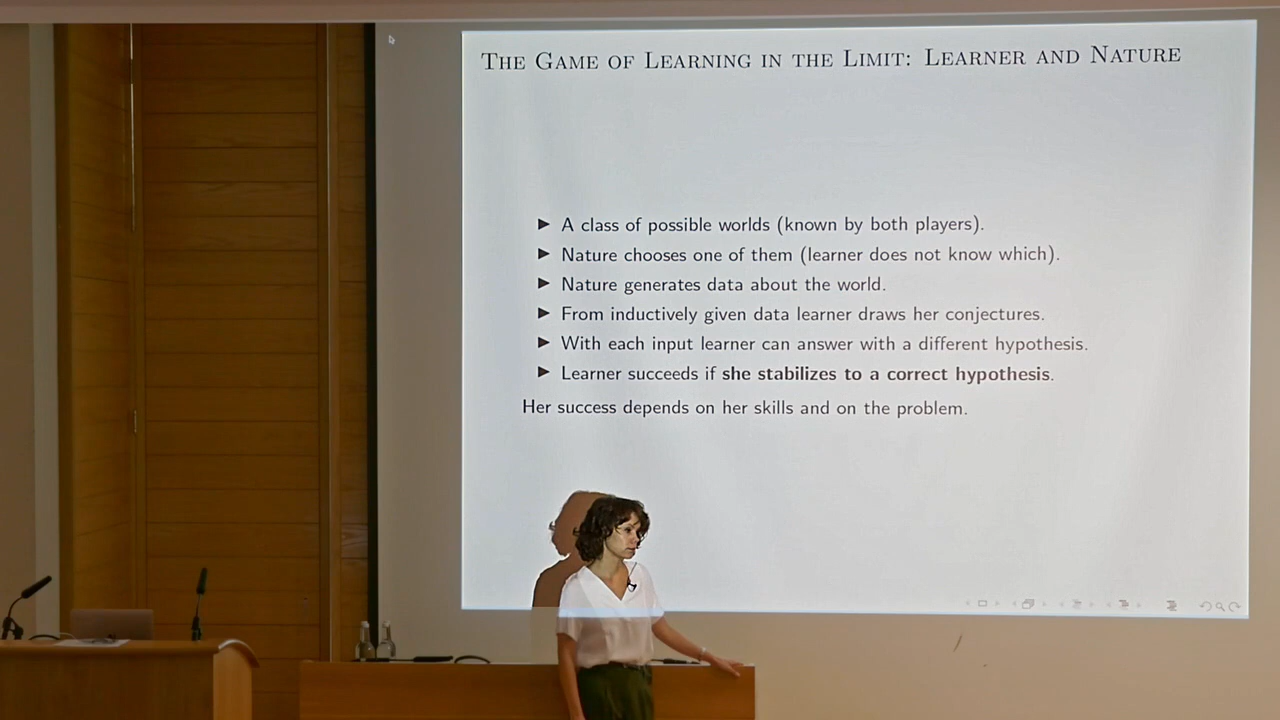 The Game of Learning in the Limit: Learner and Nature
A class of possible worlds (known by both players).
Nature chooses one of them (learner does not know which).
Nature generates data about the world.
From inductively given data learner draws her conjectures.
With each input learner can answer with a different hypothesis.
Learner succeeds if she stabilizes to a correct hypothesis.
Her success depends on her skills and on the problem.